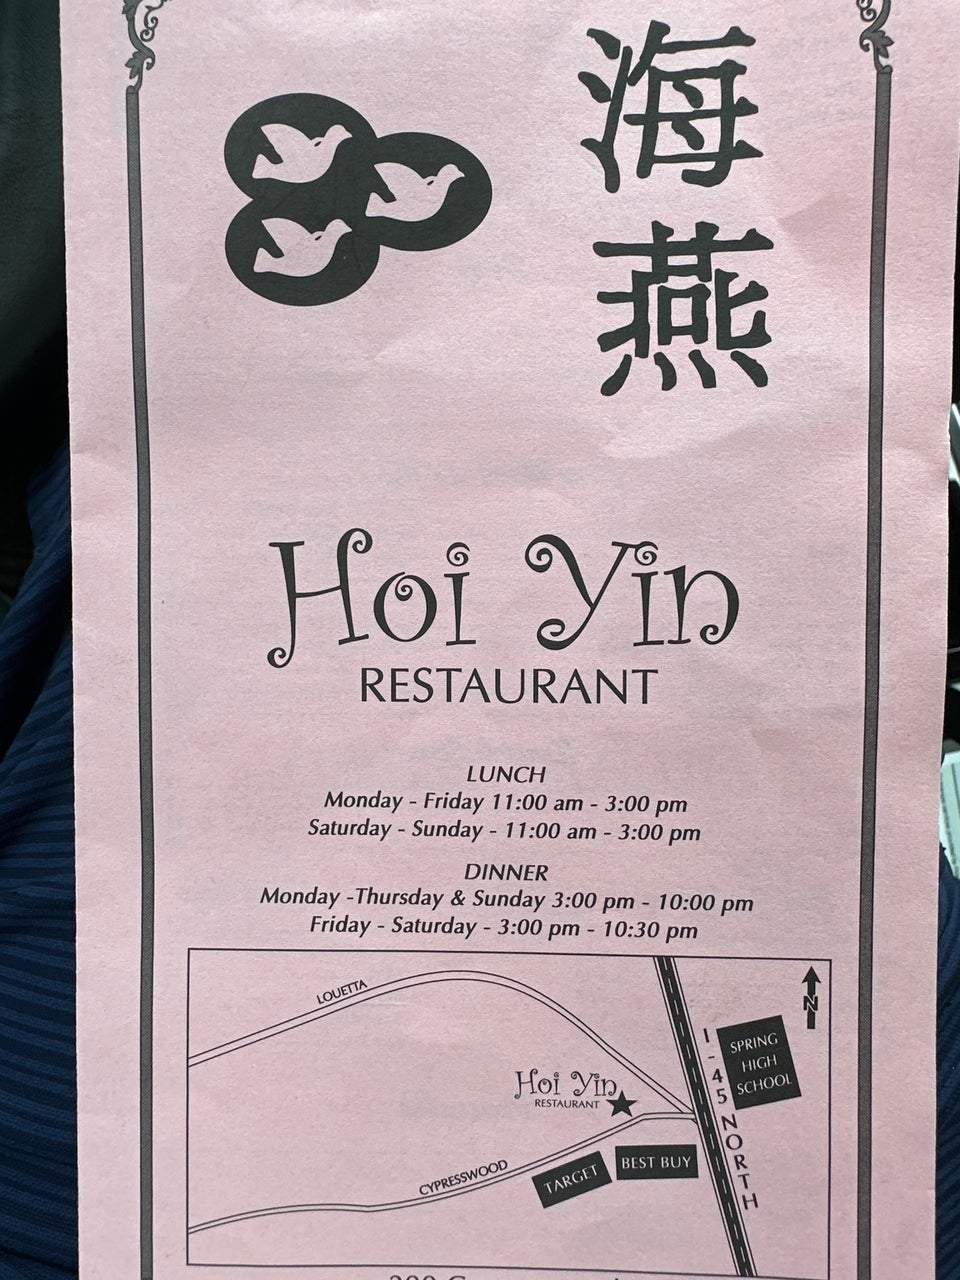 海
燕
Hoi Yin
RESTAURANT
LUNCH
Monday - Friday 11:00 am - 3:00 pm
Saturday - Sunday - 11:00 am - 3:00 pm
DINNER
Monday -Thursday & Sunday 3:00 pm - 10:00 pm
Friday - Saturday - 3:00 pm - 10:30 pm
LOUETTA
N
I-45 NORTH
SPRING
HIGH
SCHOOL
Hoi Yin
RESTAURANT
CYPRESSWOOD
TARGET
BEST BUY